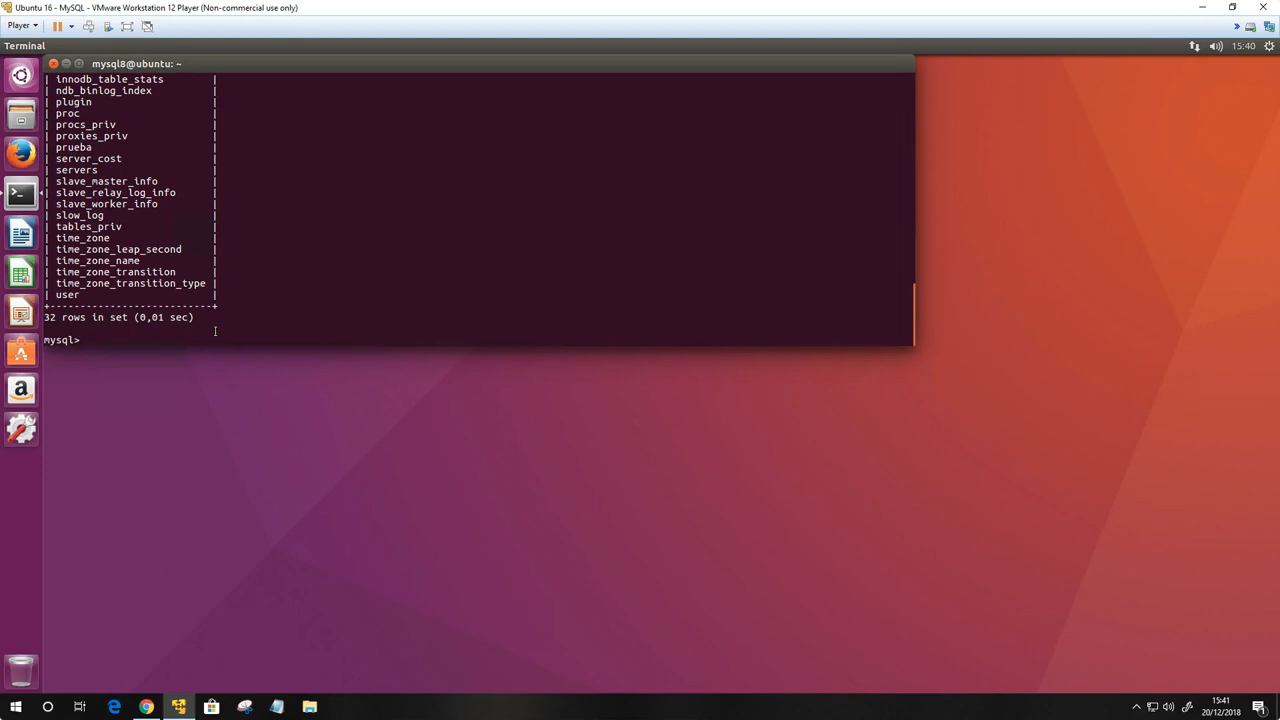 Ubuntu 16 - MySQL - VMware Workstation 12 Player (Non-commercial use only)
Player
Terminal
15:40
mysql8@ubuntu: ~
| innodb_table_stats |
| ndb_binlog_index |
| plugin |
| proc |
| procs_priv |
| proxies_priv |
| prueba |
| server_cost |
| servers |
| slave_master_info |
| slave_relay_log_info |
| slave_worker_info |
| slow_log |
| tables_priv |
| time_zone |
| time_zone_leap_second |
| time_zone_name |
| time_zone_transition |
| time_zone_transition_type |
| user |
+---------------------------+
32 rows in set (0,01 sec)
mysql>
15:41
20/12/2018
1